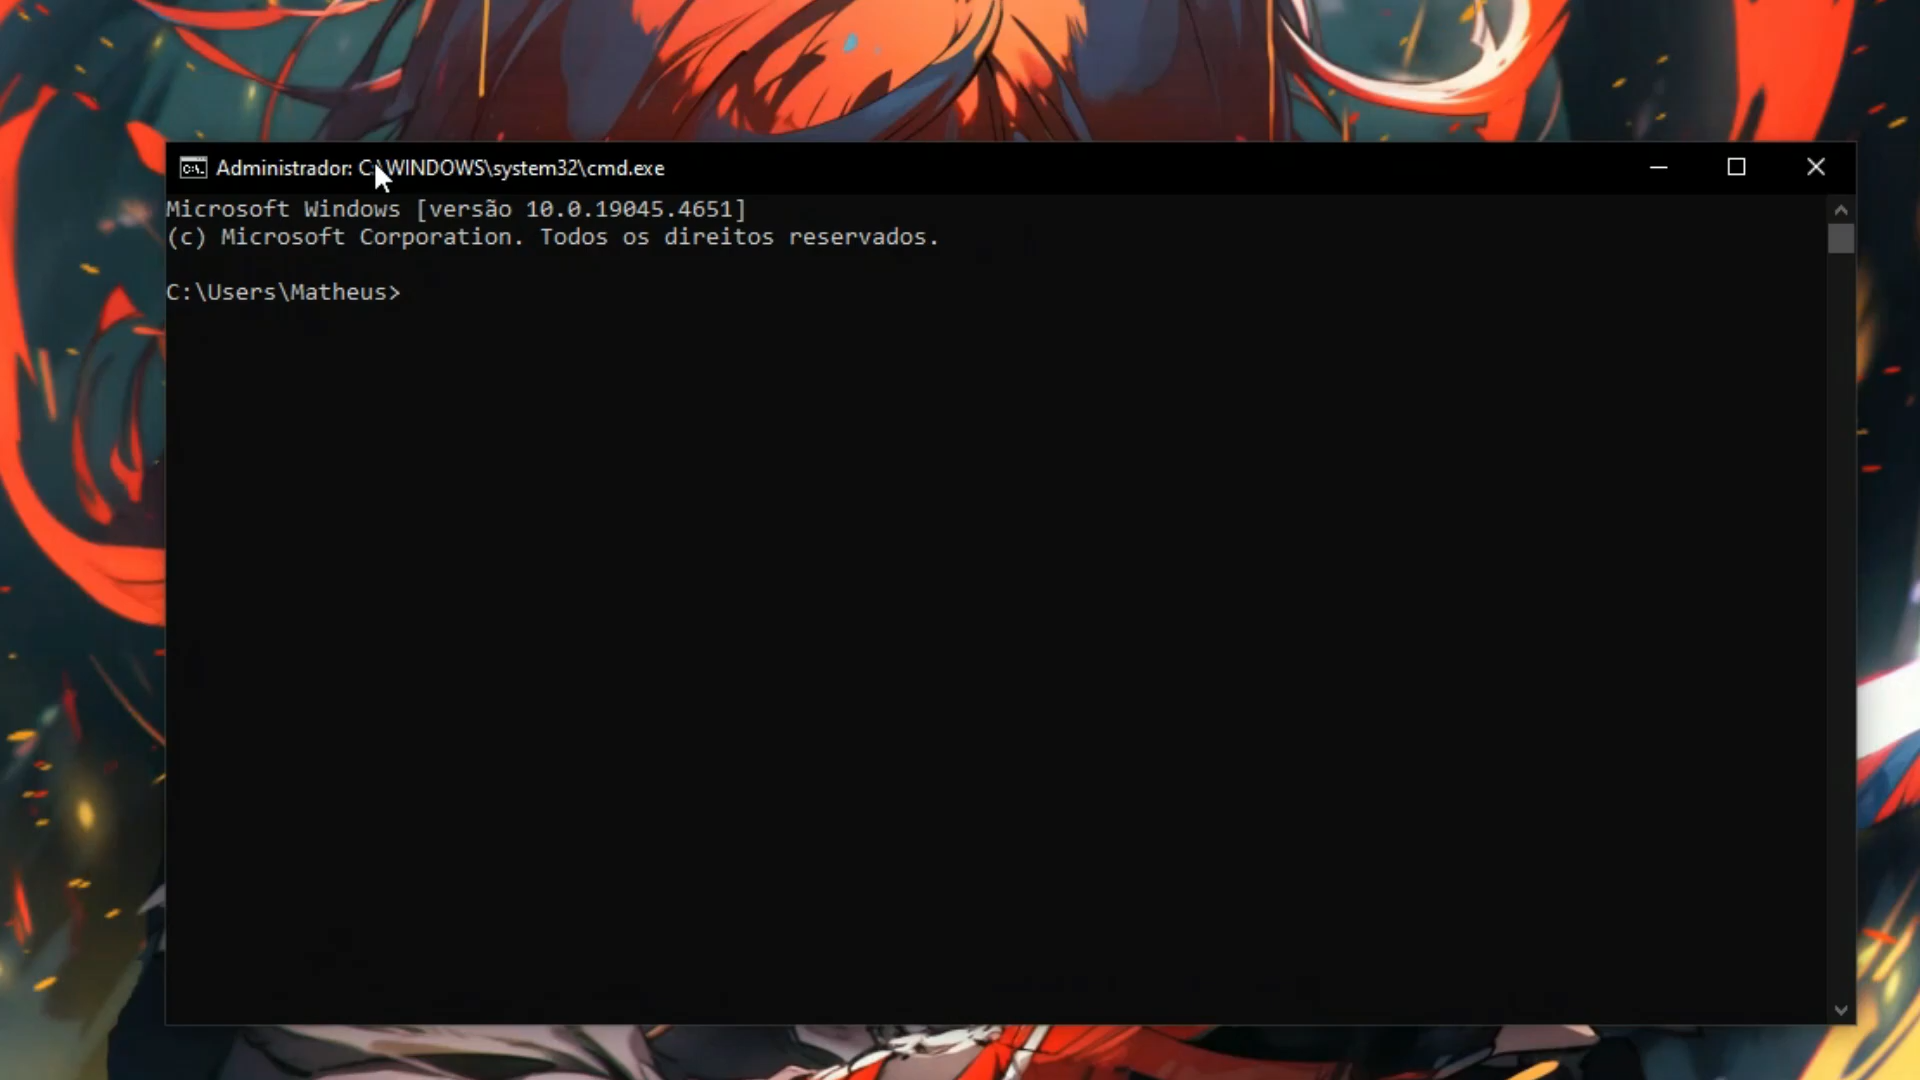 Administrador: C:\WINDOWS\system32\cmd.exe
Microsoft Windows [versão 10.0.19045.4651]
(c) Microsoft Corporation. Todos os direitos reservados.
C:\Users\Matheus>